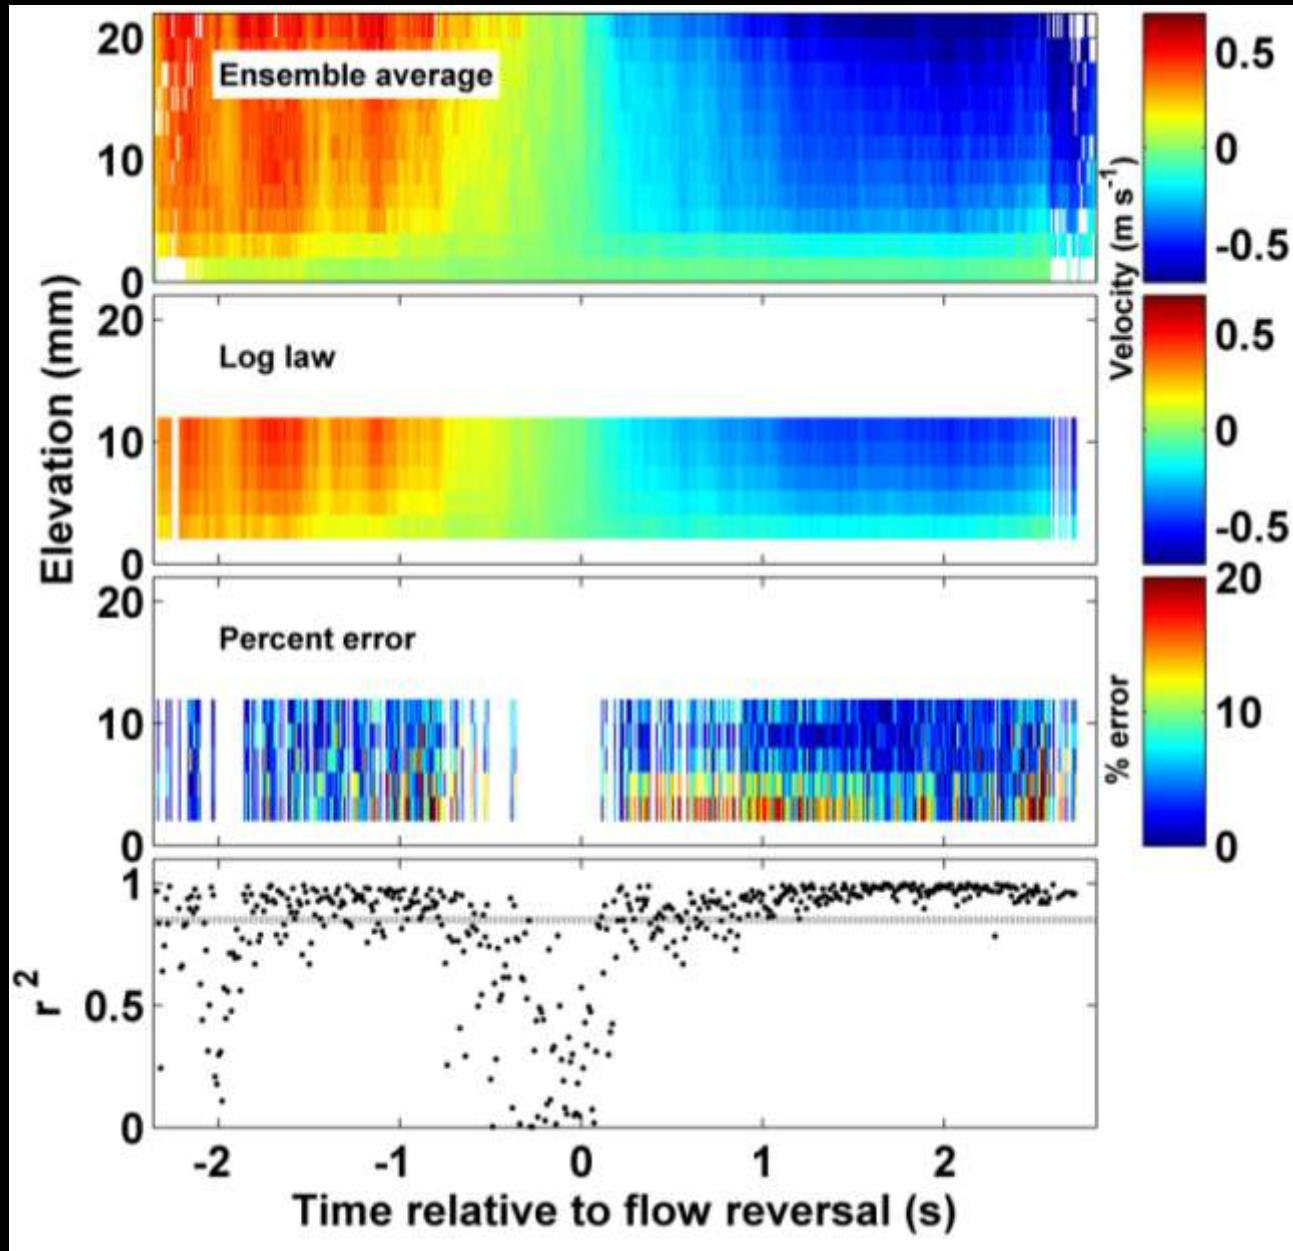 20
10
0
Ensemble average
0.5
0
-0.5
20
10
0
Log law
0.5
0
-0.5
Velocity (m s-1)
Elevation (mm)
20
10
0
Percent error
20
10
0
% error
1
0.5
0
r 2
-2 -1 0 1 2
Time relative to flow reversal (s)